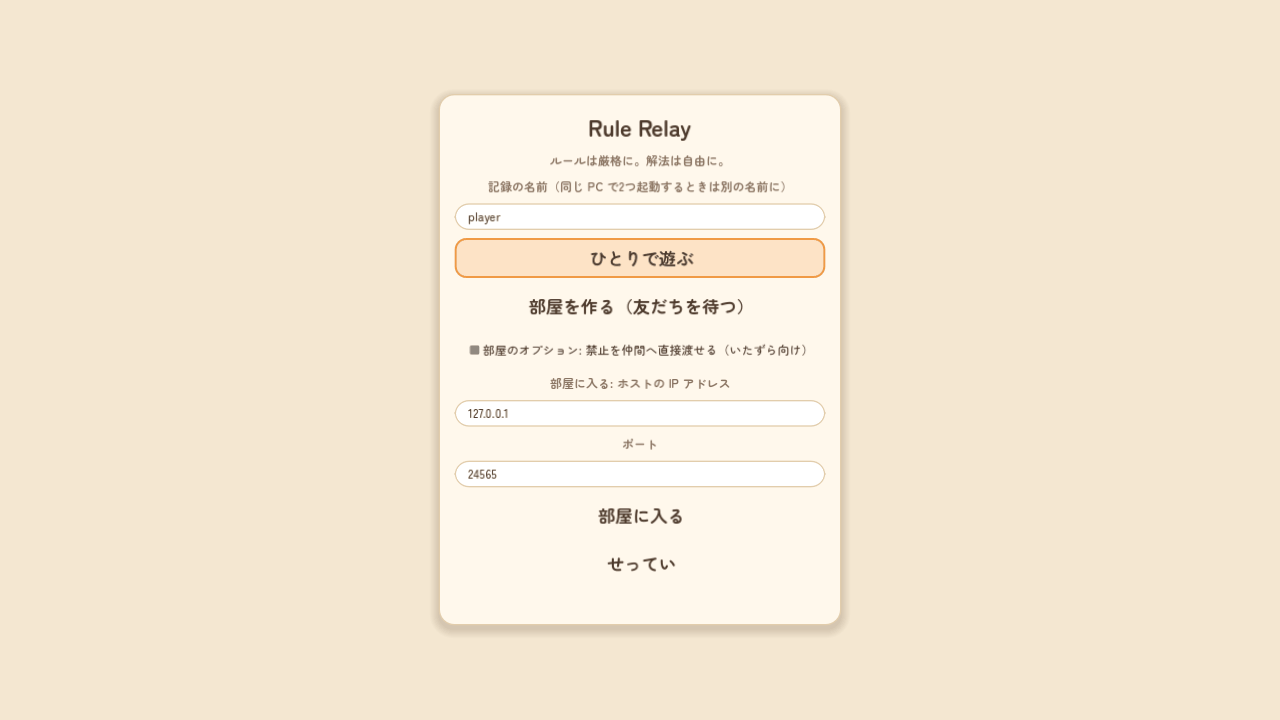 Rule Relay
ルールは厳格に。解法は自由に。
記録の名前（同じ PC で2つ起動するときは別の名前に）
player
ひとりで遊ぶ
部屋を作る（友だちを待つ）
部屋のオプション: 禁止を仲間へ直接渡せる（いたずら向け）
部屋に入る: ホストの IP アドレス
127.0.0.1
ポート
24565
部屋に入る
せってい